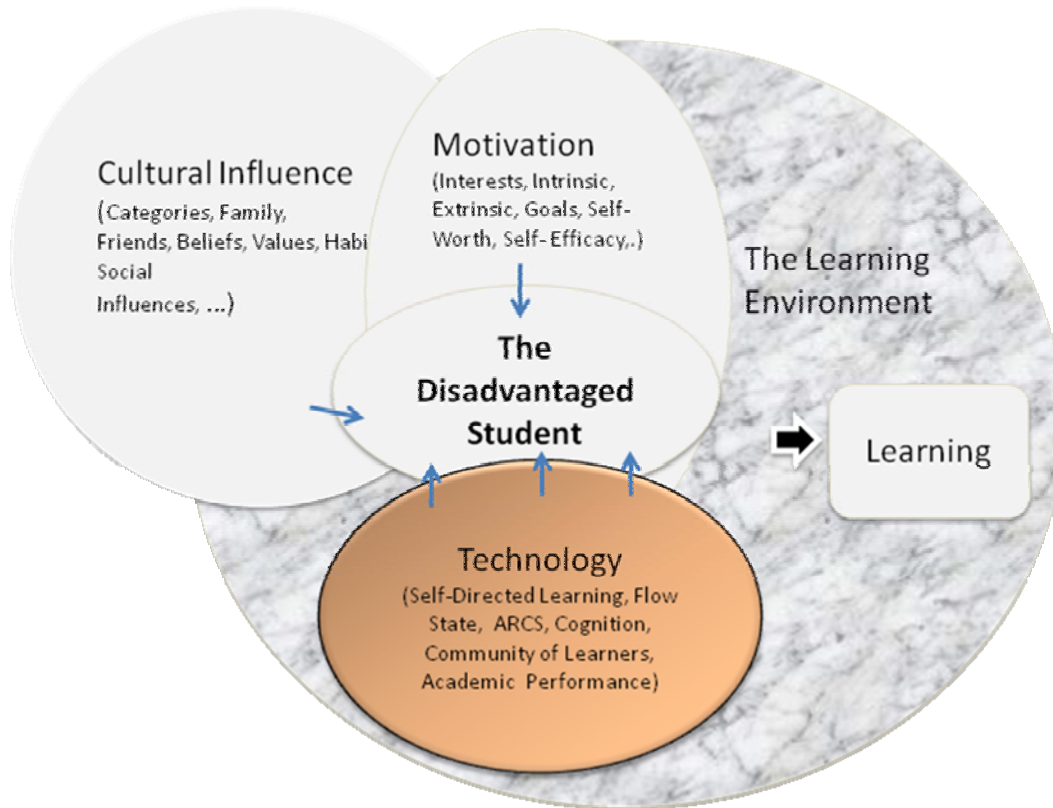 Cultural Influence
(Categories, Family,
Friends, Beliefs, Values, Habi
Social
Influences, ...)
Motivation
(Interests, Intrinsic,
Extrinsic, Goals, Self-
Worth, Self- Efficacy,.)
The Learning
Environment
The
Disadvantaged
Student
Learning
Technology
(Self-Directed Learning, Flow
State, ARCS, Cognition,
Community of Learners,
Academic Performance)